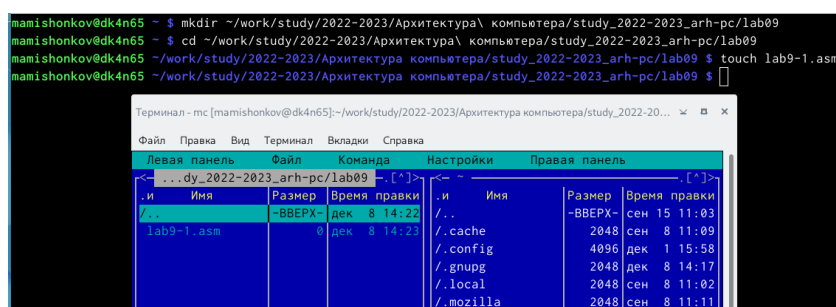 mamishonkov@dk4n65 ~ $ mkdir ~/work/study/2022-2023/Архитектура\ компьютера/study_2022-2023_arh-pc/lab09
mamishonkov@dk4n65 ~ $ cd ~/work/study/2022-2023/Архитектура\ компьютера/study_2022-2023_arh-pc/lab09
mamishonkov@dk4n65 ~/work/study/2022-2023/Архитектура компьютера/study_2022-2023_arh-pc/lab09 $ touch lab9-1.asm
mamishonkov@dk4n65 ~/work/study/2022-2023/Архитектура компьютера/study_2022-2023_arh-pc/lab09 $
Терминал - mc [mamishonkov@dk4n65]:~/work/study/2022-2023/Архитектура компьютера/study_2022-20...
Файл Правка Вид Терминал Вкладки Справка
Левая панель Файл Команда Настройки Правая панель
<— ...dy_2022-2023_arh-pc/lab09 —.[^]> <— ~ —.[^]>
.и Имя Размер Время правки .и Имя Размер Время правки
/.. -ВВЕРХ- дек 8 14:22 /.. -ВВЕРХ- сен 15 11:03
lab9-1.asm 0 дек 8 14:23 /.cache 2048 сен 8 11:09
/.config 4096 дек 1 15:58
/.gnupg 2048 дек 8 14:17
/.local 2048 сен 8 11:02
/.mozilla 2048 сен 8 11:11